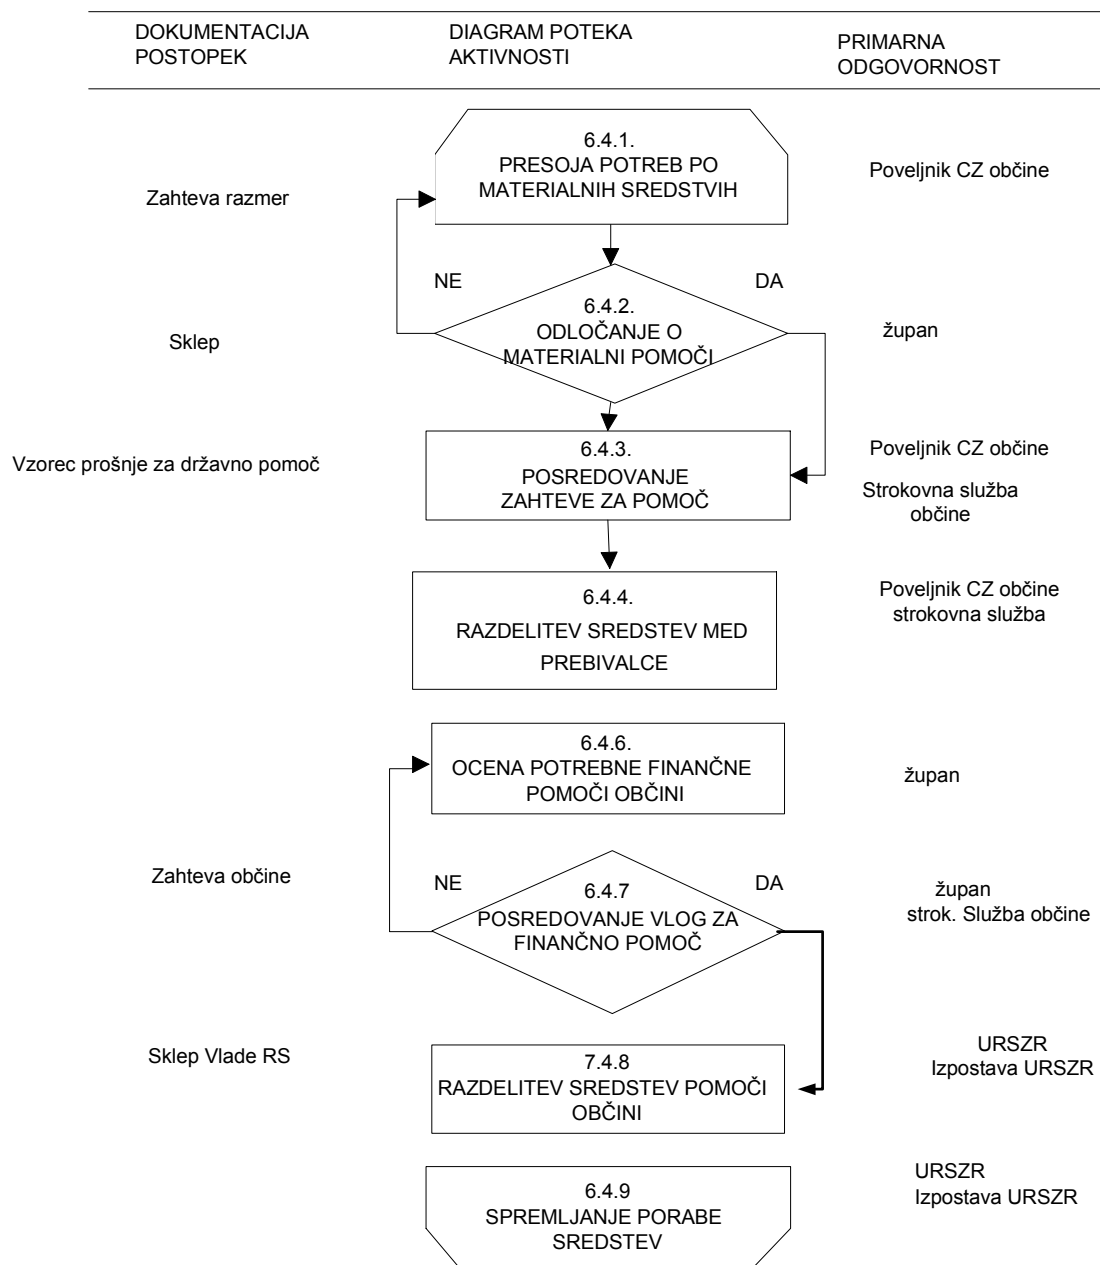 DOKUMENTACIJA
POSTOPEK
DIAGRAM POTEKA
AKTIVNOSTI
PRIMARNA
ODGOVORNOST
6.4.1.
PRESOJA POTREB PO
MATERIALNIH SREDSTVIH
Poveljnik CZ občine
Zahteva razmer
NE
DA
6.4.2.
ODLOČANJE O
MATERIALNI POMOČI
Sklep
župan
Vzorec prošnje za državno pomoč
6.4.3.
POSREDOVANJE
ZAHTEVE ZA POMOČ
Poveljnik CZ občine
Strokovna služba
občine
6.4.4.
RAZDELITEV SREDSTEV MED
PREBIVALCE
Poveljnik CZ občine
strokovna služba
6.4.6.
OCENA POTREBNE FINANČNE
POMOČI OBČINI
župan
Zahteva občine
NE
DA
6.4.7
POSREDOVANJE VLOG ZA
FINANČNO POMOČ
župan
strok. Služba občine
Sklep Vlade RS
7.4.8
RAZDELITEV SREDSTEV POMOČI
OBČINI
URSZR
Izpostava URSZR
6.4.9
SPREMLJANJE PORABE
SREDSTEV
URSZR
Izpostava URSZR